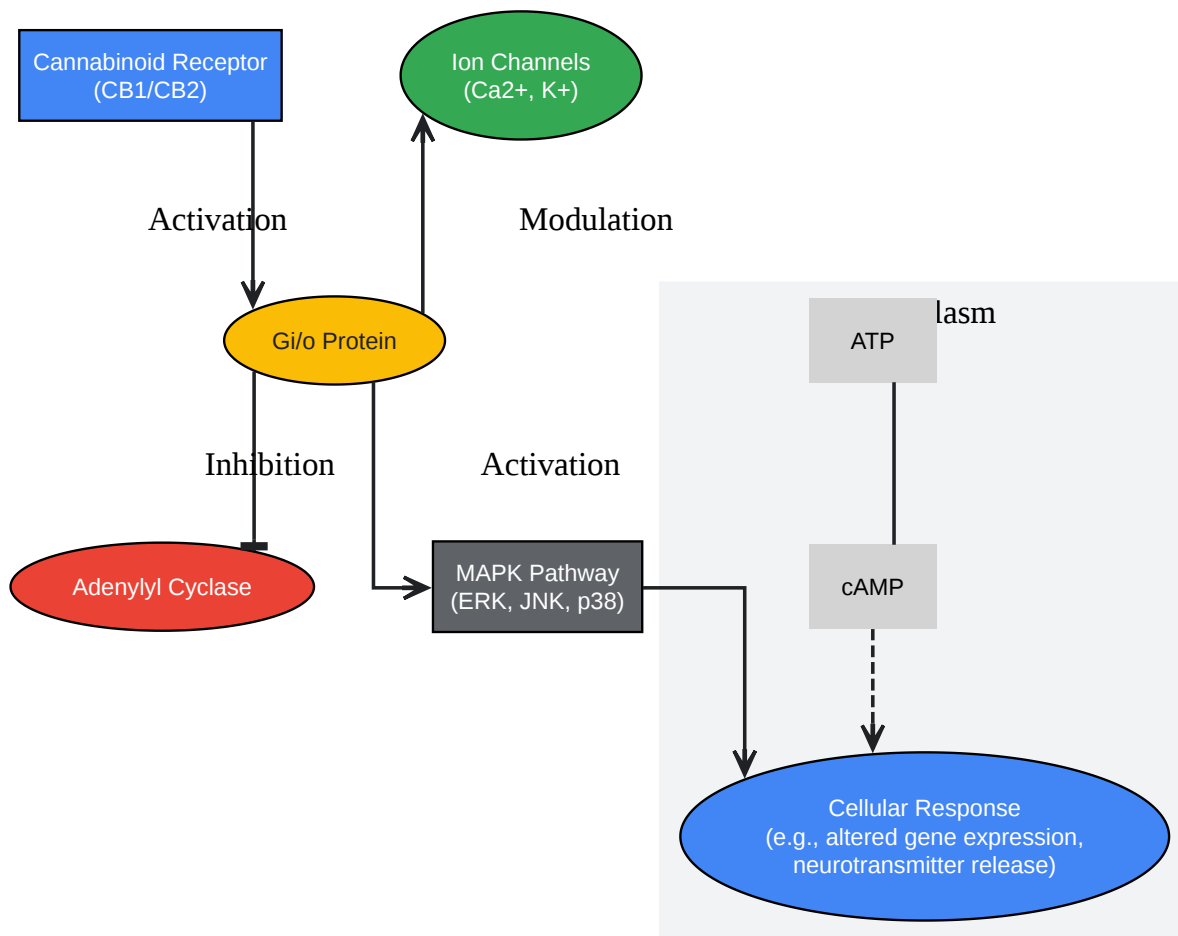 Cannabinoid Receptor
(CB1/CB2)
Ion Channels
(Ca2+, K+)
Activation
Modulation
lasm
ATP
Gi/o Protein
Inhibition
Activation
Adenylyl Cyclase
MAPK Pathway
(ERK, JNK, p38)
cAMP
Cellular Response
(e.g., altered gene expression,
neurotransmitter release)